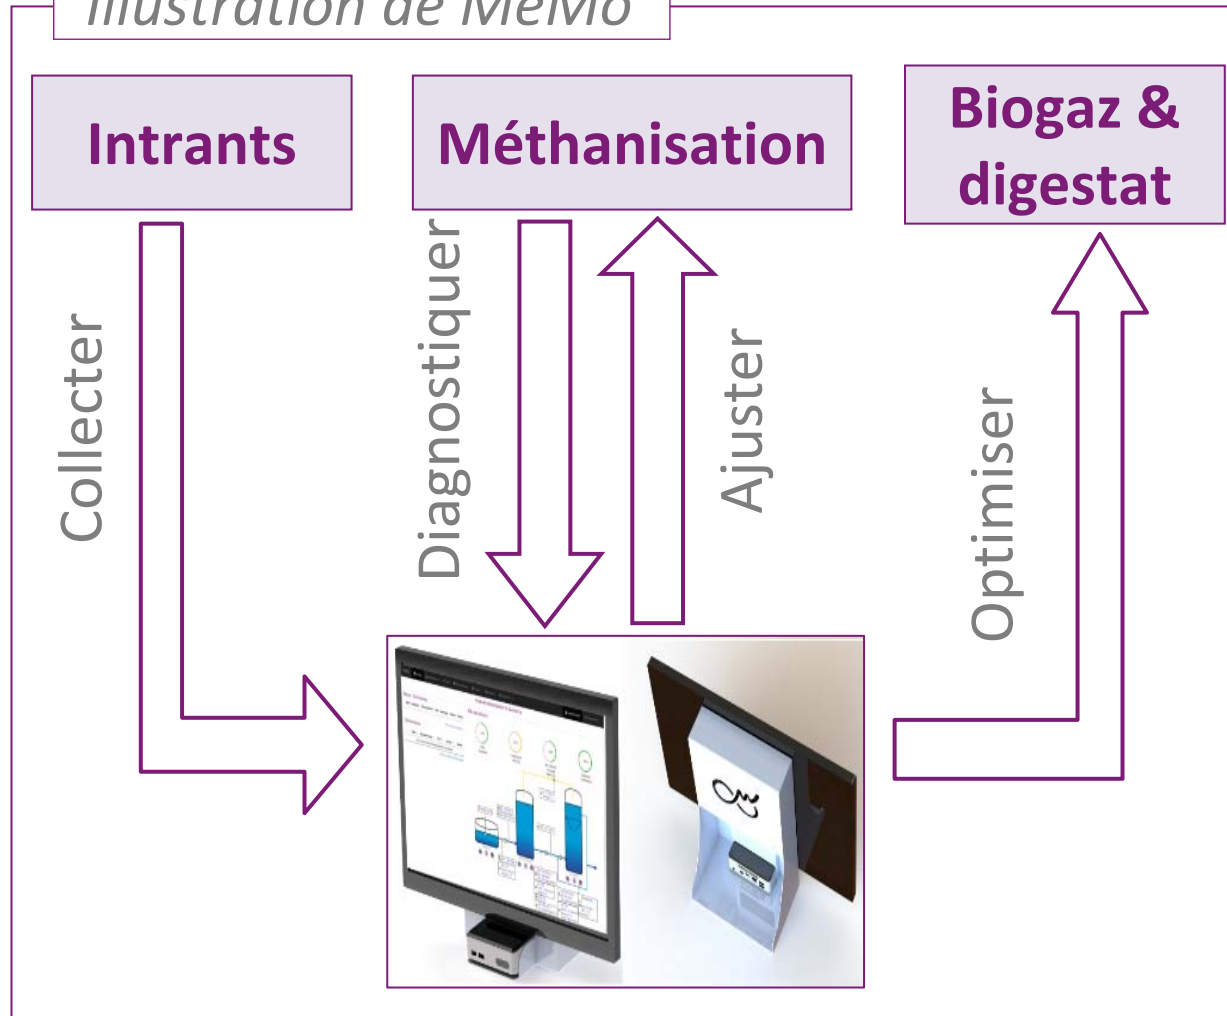 Illustration de MeMo
Intrants
Méthanisation
Biogaz &
digestat
Collecter
Diagnostiquer
Ajuster
Optimiser